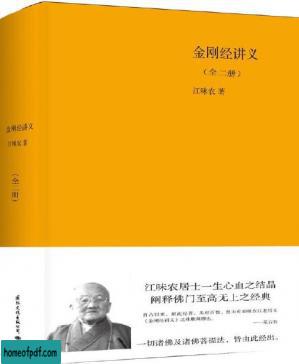 金刚经讲义
（全二册）
江味农 著
金刚经讲义
江味农 著
（全二册）
江味农居士一生心血之结晶
阐释佛门至高无上之经典
一切诸佛及诸佛菩提法，皆由此经出。
homeofpdf.com